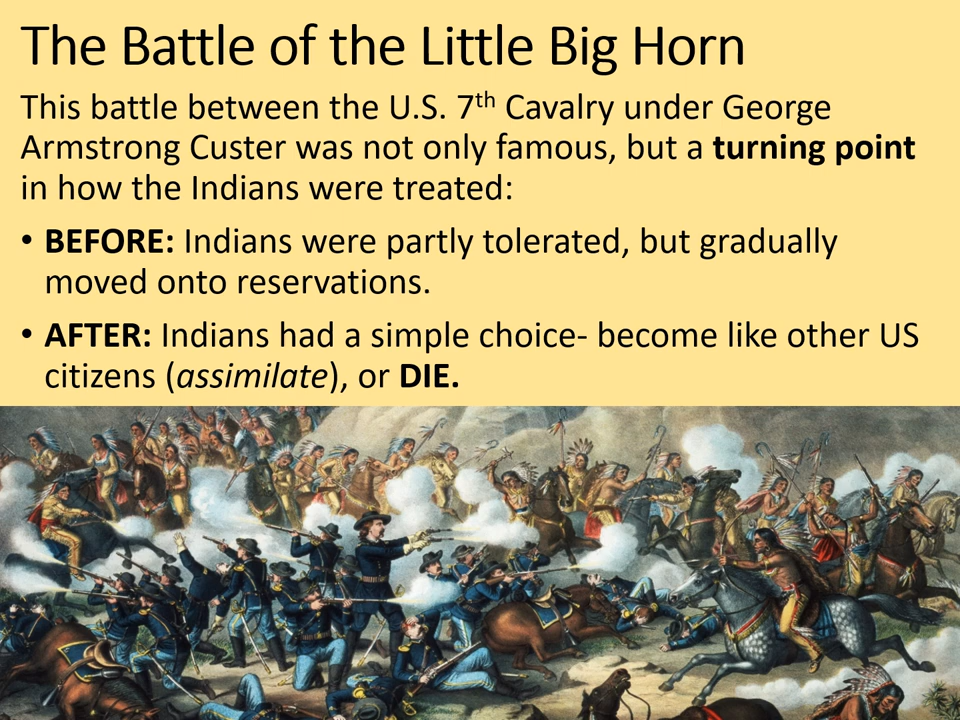 The Battle of the Little Big Horn
This battle between the U.S. 7th Cavalry under George
Armstrong Custer was not only famous, but a turning point
in how the Indians were treated:
• BEFORE: Indians were partly tolerated, but gradually
moved onto reservations.
• AFTER: Indians had a simple choice- become like other US
citizens (assimilate), or DIE.